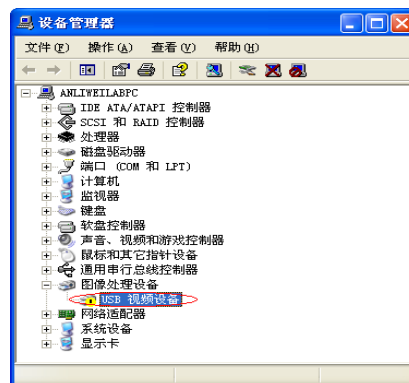 设备管理器
文件(F) 操作(A) 查看(V) 帮助(H)
ANLIWEILABPC
IDE ATA/ATAPI 控制器
SCSI 和 RAID 控制器
处理器
磁盘驱动器
端口 (COM 和 LPT)
计算机
监视器
键盘
软盘控制器
声音、视频和游戏控制器
鼠标和其它指针设备
通用串行总线控制器
图像处理设备
USB 视频设备
网络适配器
系统设备
显示卡